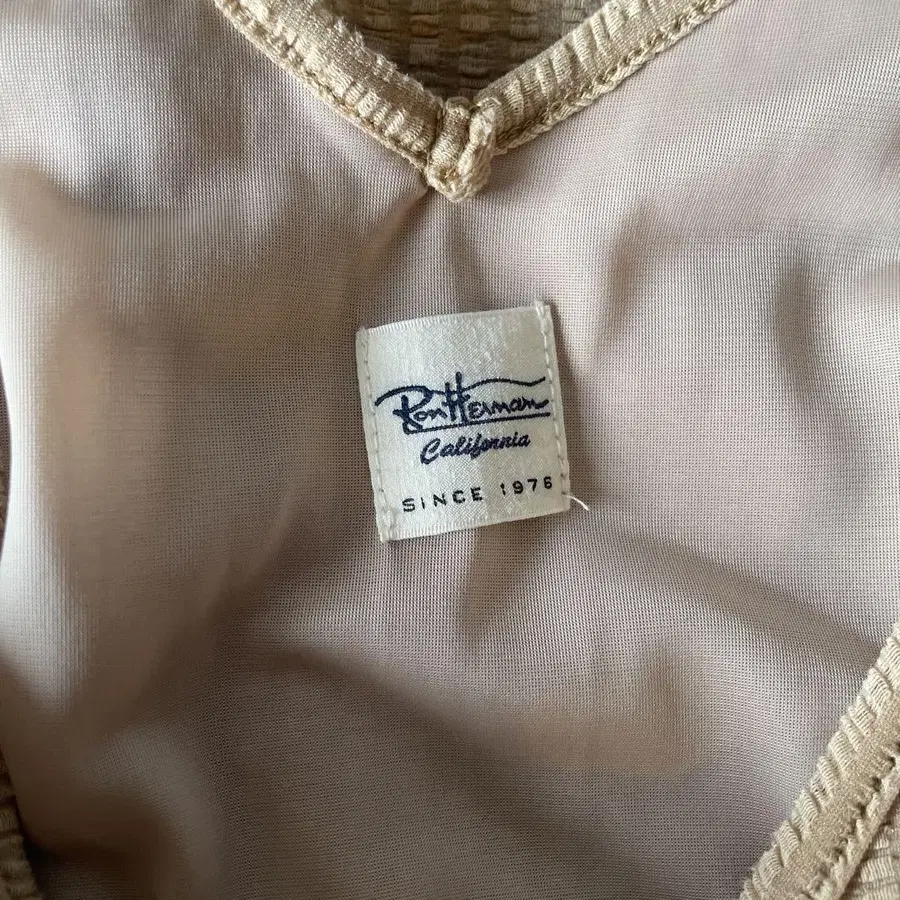 Ron Herman
California
SINCE 1976